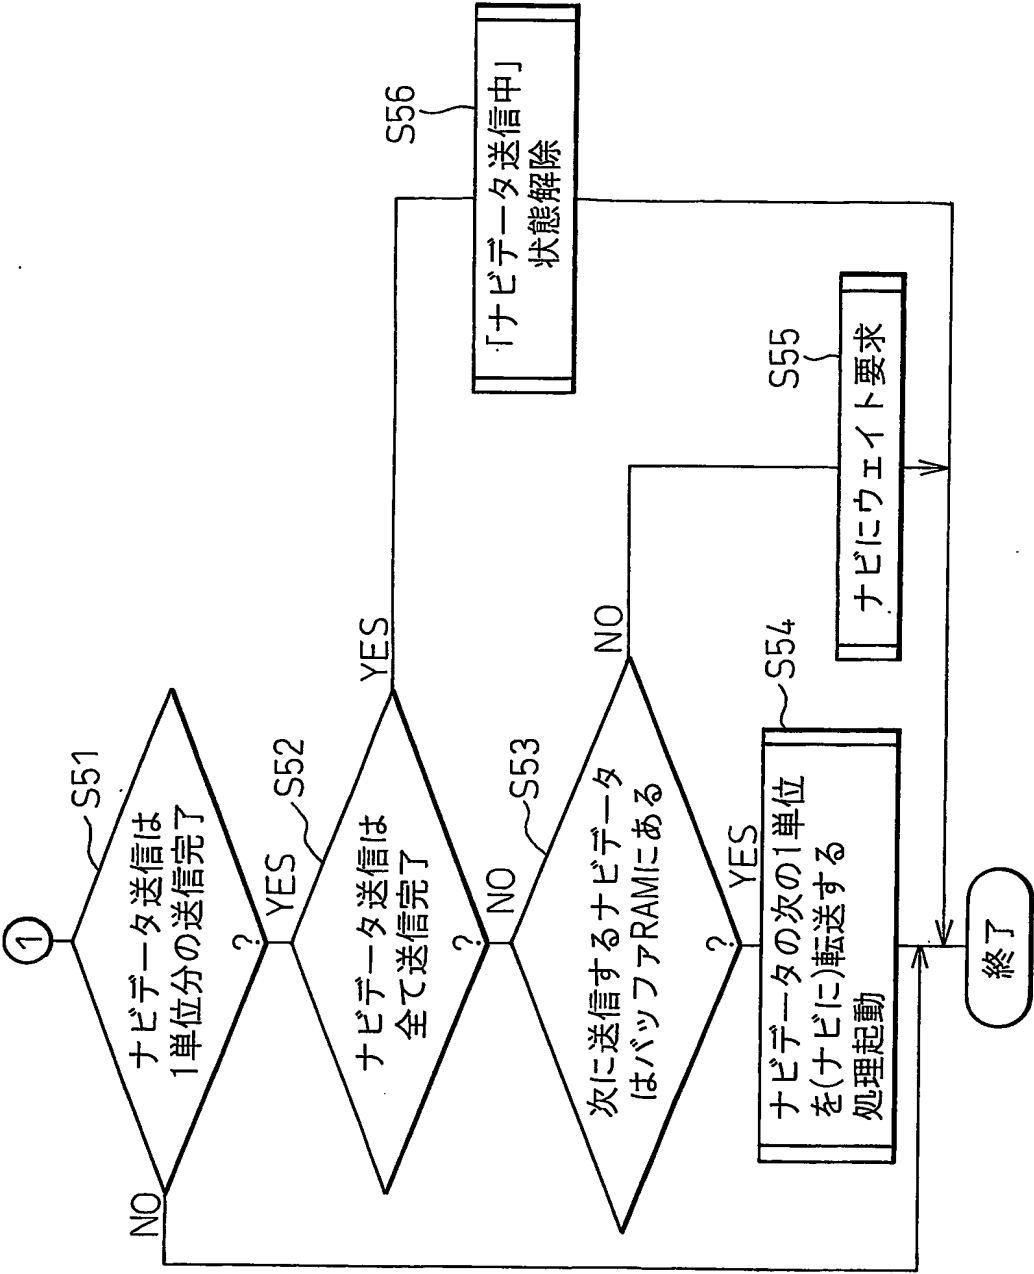 1
S51
ナビデータ送信は
1単位分の送信完了
?
NO
YES
S52
ナビデータ送信は
全て送信完了
?
YES
NO
S53
次に送信するナビデータ
はバッファRAMにある
?
NO
YES
S54
ナビデータの次の1単位
を(ナビに)転送する
処理起動
S55
ナビにウェイト要求
S56
「ナビデータ送信中」
状態解除
終了